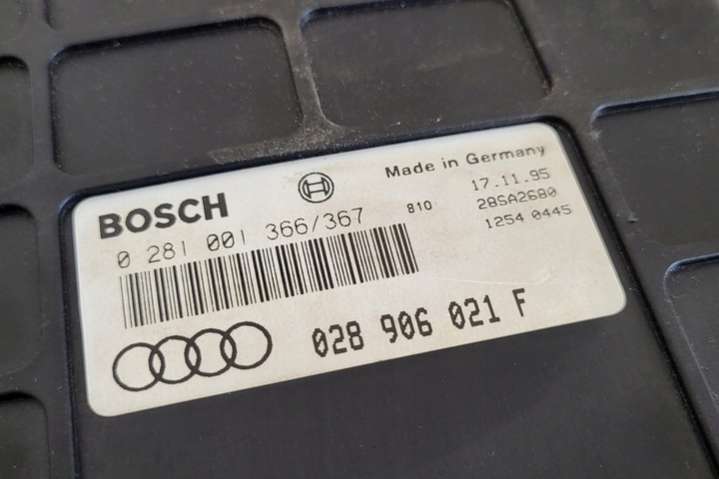 BOSCH
Made in Germany
0 281 001 366/367
810
17.11.95
28SA2680
1254 0445
028 906 021 F